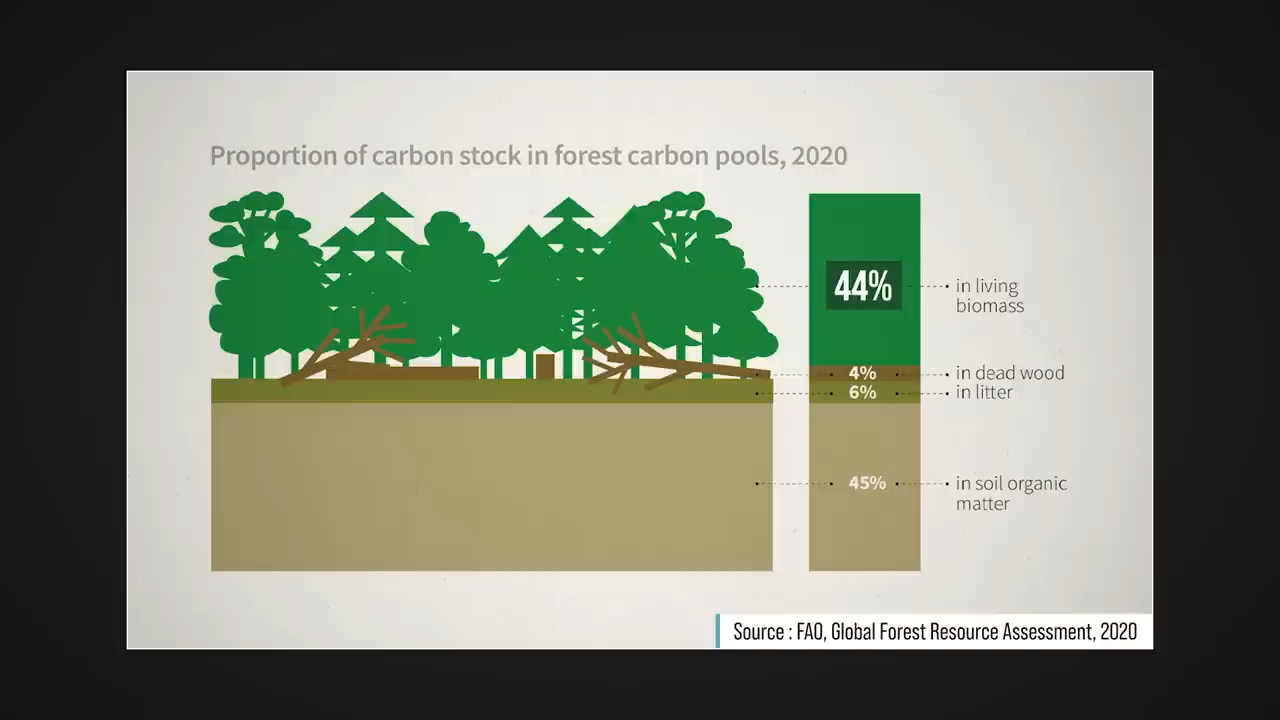 Proportion of carbon stock in forest carbon pools, 2020
44%
in living
biomass
4%
in dead wood
6%
in litter
45%
in soil organic
matter
Source : FAO, Global Forest Resource Assessment, 2020